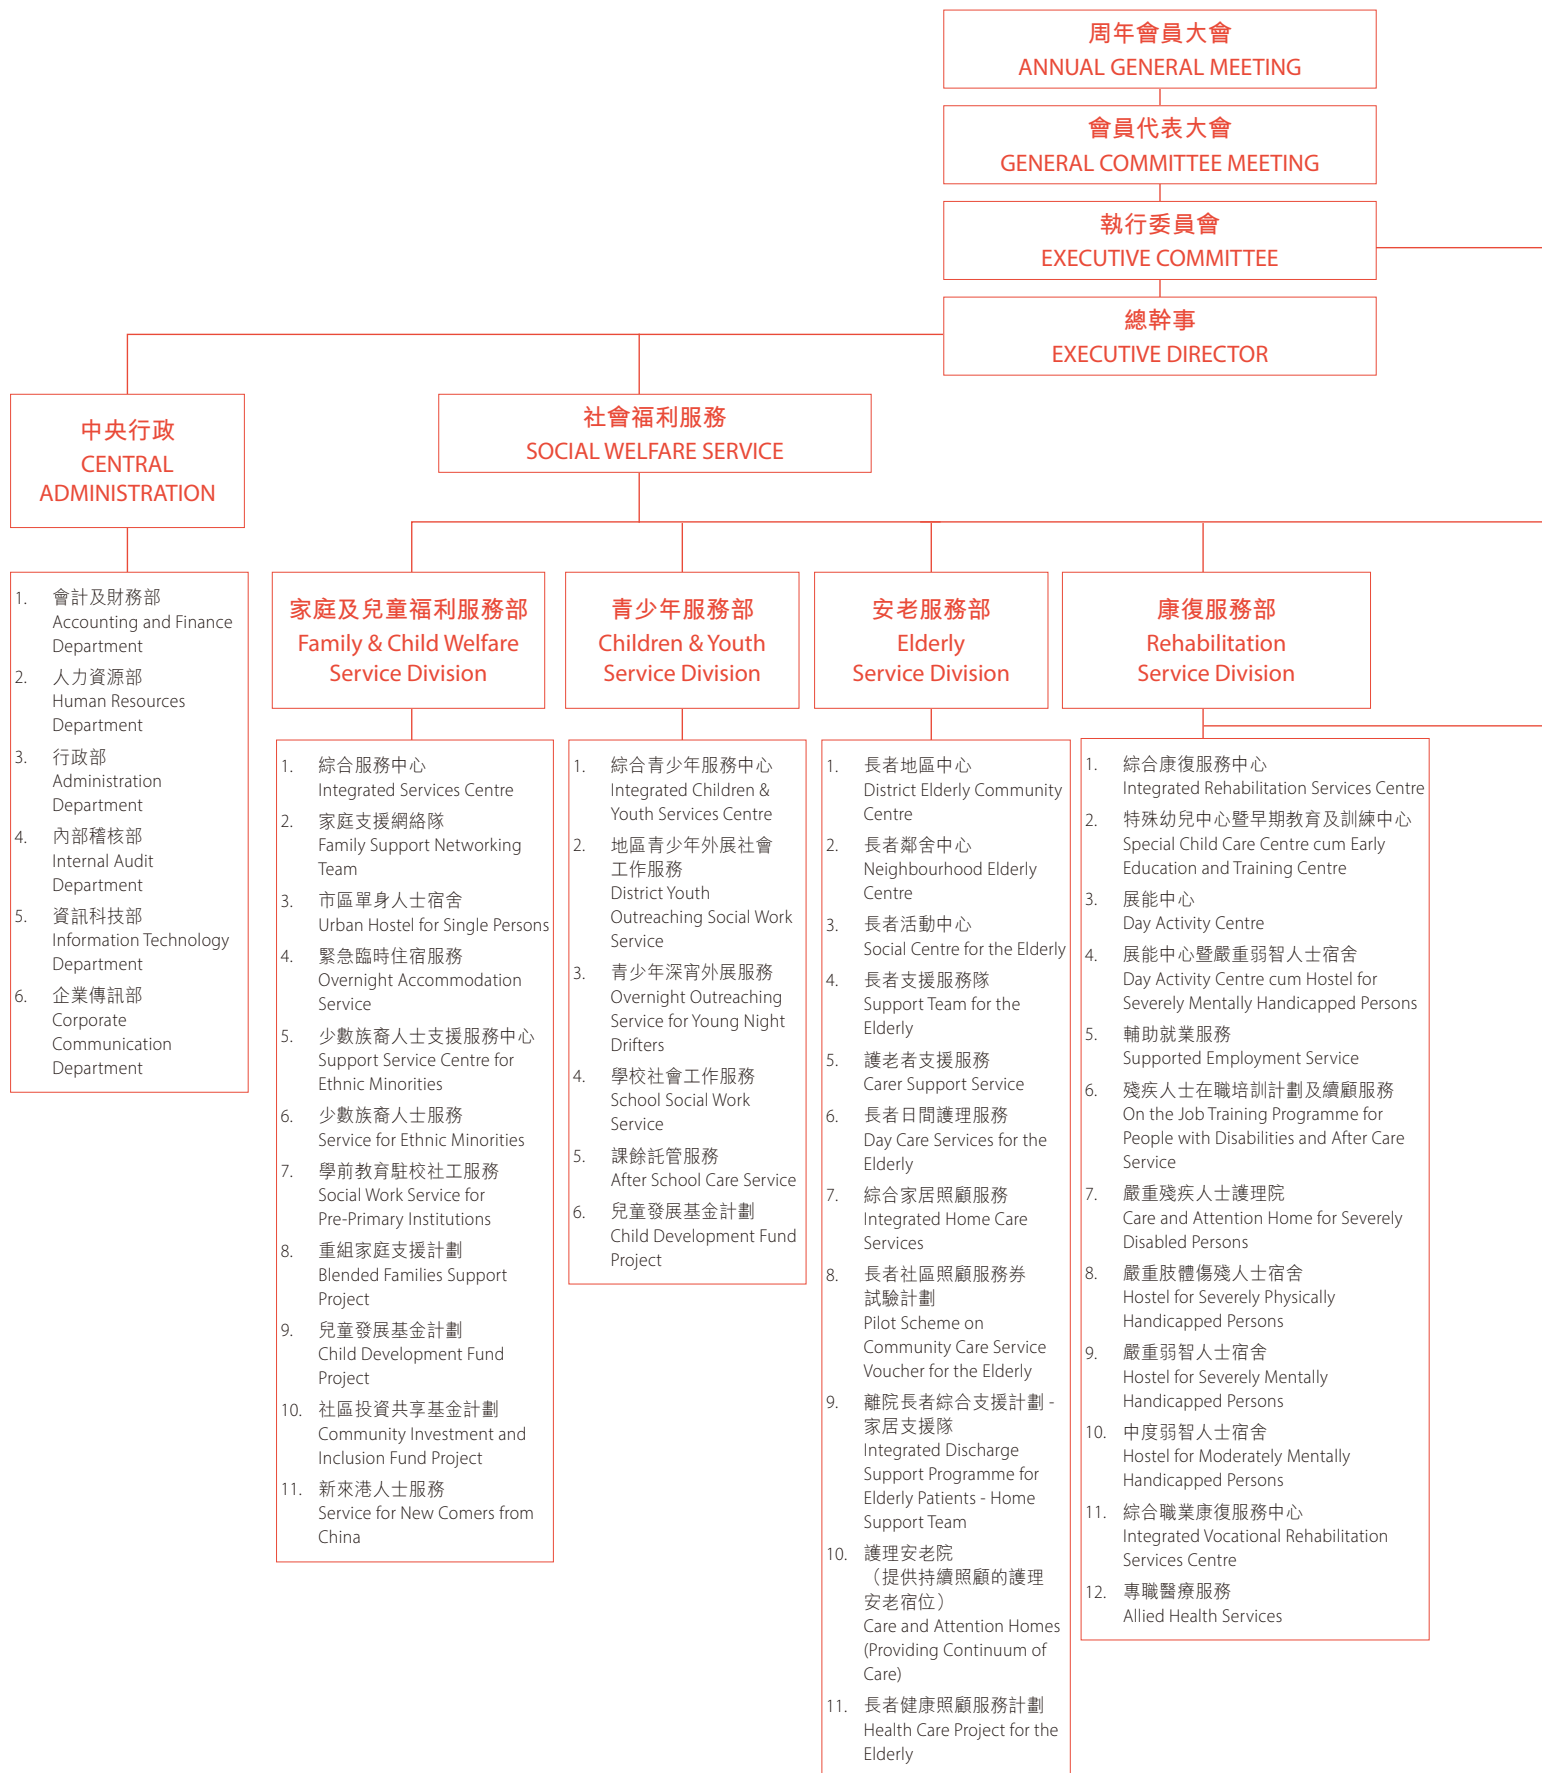 周年會員大會
ANNUAL GENERAL MEETING
會員代表大會
GENERAL COMMITTEE MEETING
執行委員會
EXECUTIVE COMMITTEE
總幹事
EXECUTIVE DIRECTOR
中央行政
CENTRAL
ADMINISTRATION
社會福利服務
SOCIAL WELFARE SERVICE
1. 會計及財務部
Accounting and Finance
Department
2. 人力資源部
Human Resources
Department
3. 行政部
Administration
Department
4. 內部稽核部
Internal Audit
Department
5. 資訊科技部
Information Technology
Department
6. 企業傳訊部
Corporate
Communication
Department
家庭及兒童福利服務部
Family & Child Welfare
Service Division
1. 綜合服務中心
Integrated Services Centre
2. 家庭支援網絡隊
Family Support Networking
Team
3. 市區單身人士宿舍
Urban Hostel for Single Persons
4. 緊急臨時住宿服務
Overnight Accommodation
Service
5. 少數族裔人士支援服務中心
Support Service Centre for
Ethnic Minorities
6. 少數族裔人士服務
Service for Ethnic Minorities
7. 學前教育駐校社工服務
Social Work Service for
Pre-Primary Institutions
8. 重組家庭支援計劃
Blended Families Support
Project
9. 兒童發展基金計劃
Child Development Fund
Project
10. 社區投資共享基金計劃
Community Investment and
Inclusion Fund Project
11. 新來港人士服務
Service for New Comers from
China
青少年服務部
Children & Youth
Service Division
1. 綜合青少年服務中心
Integrated Children &
Youth Services Centre
2. 地區青少年外展社會
工作服務
District Youth
Outreaching Social Work
Service
3. 青少年深宵外展服務
Overnight Outreaching
Service for Young Night
Drifters
4. 學校社會工作服務
School Social Work
Service
5. 課餘託管服務
After School Care Service
6. 兒童發展基金計劃
Child Development Fund
Project
安老服務部
Elderly
Service Division
1. 長者地區中心
District Elderly Community
Centre
2. 長者鄰舍中心
Neighbourhood Elderly
Centre
3. 長者活動中心
Social Centre for the Elderly
4. 長者支援服務隊
Support Team for the
Elderly
5. 護老者支援服務
Carer Support Service
6. 長者日間護理服務
Day Care Services for the
Elderly
7. 綜合家居照顧服務
Integrated Home Care
Services
8. 長者社區照顧服務券
試驗計劃
Pilot Scheme on
Community Care Service
Voucher for the Elderly
9. 離院長者綜合支援計劃 -
家居支援隊
Integrated Discharge
Support Programme for
Elderly Patients - Home
Support Team
10. 護理安老院
（提供持續照顧的護理
安老宿位）
Care and Attention Homes
(Providing Continuum of
Care)
11. 長者健康照顧服務計劃
Health Care Project for the
Elderly
康復服務部
Rehabilitation
Service Division
1. 綜合康復服務中心
Integrated Rehabilitation Services Centre
2. 特殊幼兒中心暨早期教育及訓練中心
Special Child Care Centre cum Early
Education and Training Centre
3. 展能中心
Day Activity Centre
4. 展能中心暨嚴重弱智人士宿舍
Day Activity Centre cum Hostel for
Severely Mentally Handicapped Persons
5. 輔助就業服務
Supported Employment Service
6. 殘疾人士在職培訓計劃及續顧服務
On the Job Training Programme for
People with Disabilities and After Care
Service
7. 嚴重殘疾人士護理院
Care and Attention Home for Severely
Disabled Persons
8. 嚴重肢體傷殘人士宿舍
Hostel for Severely Physically
Handicapped Persons
9. 嚴重弱智人士宿舍
Hostel for Severely Mentally
Handicapped Persons
10. 中度弱智人士宿舍
Hostel for Moderately Mentally
Handicapped Persons
11. 綜合職業康復服務中心
Integrated Vocational Rehabilitation
Services Centre
12. 專職醫療服務
Allied Health Services